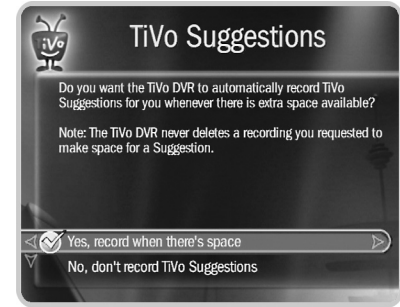 TiVo
TiVo Suggestions
Do you want the TiVo DVR to automatically record TiVo
Suggestions for you whenever there is extra space available?
Note: The TiVo DVR never deletes a recording you requested to
make space for a Suggestion.
Yes, record when there's space
No, don't record TiVo Suggestions